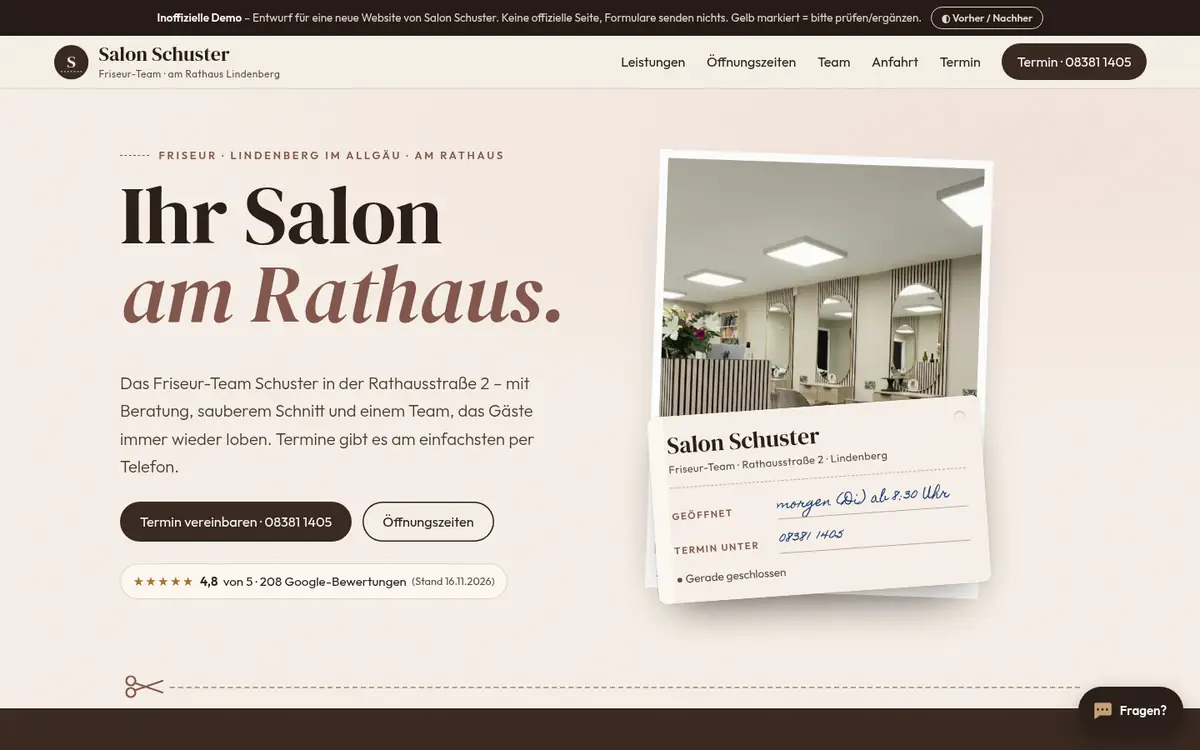 Inoffizielle Demo – Entwurf für eine neue Website von Salon Schuster. Keine offizielle Seite, Formulare senden nichts. Gelb markiert = bitte prüfen/ergänzen.
Vorher / Nachher
S
Salon Schuster
Friseur-Team · am Rathaus Lindenberg
Leistungen
Öffnungszeiten
Team
Anfahrt
Termin
Termin · 08381 1405
FRISEUR · LINDENBERG IM ALLGÄU · AM RATHAUS
Ihr Salon
am Rathaus.
Das Friseur-Team Schuster in der Rathausstraße 2 – mit
Beratung, sauberem Schnitt und einem Team, das Gäste
immer wieder loben. Termine gibt es am einfachsten per
Telefon.
Termin vereinbaren · 08381 1405
Öffnungszeiten
★★★★★ 4,8 von 5 · 208 Google-Bewertungen (Stand 16.11.2026)
Salon Schuster
Friseur-Team · Rathausstraße 2 · Lindenberg
GEÖFFNET morgen (Di) ab 8:30 Uhr
TERMIN UNTER 08381 1405
● Gerade geschlossen
Fragen?